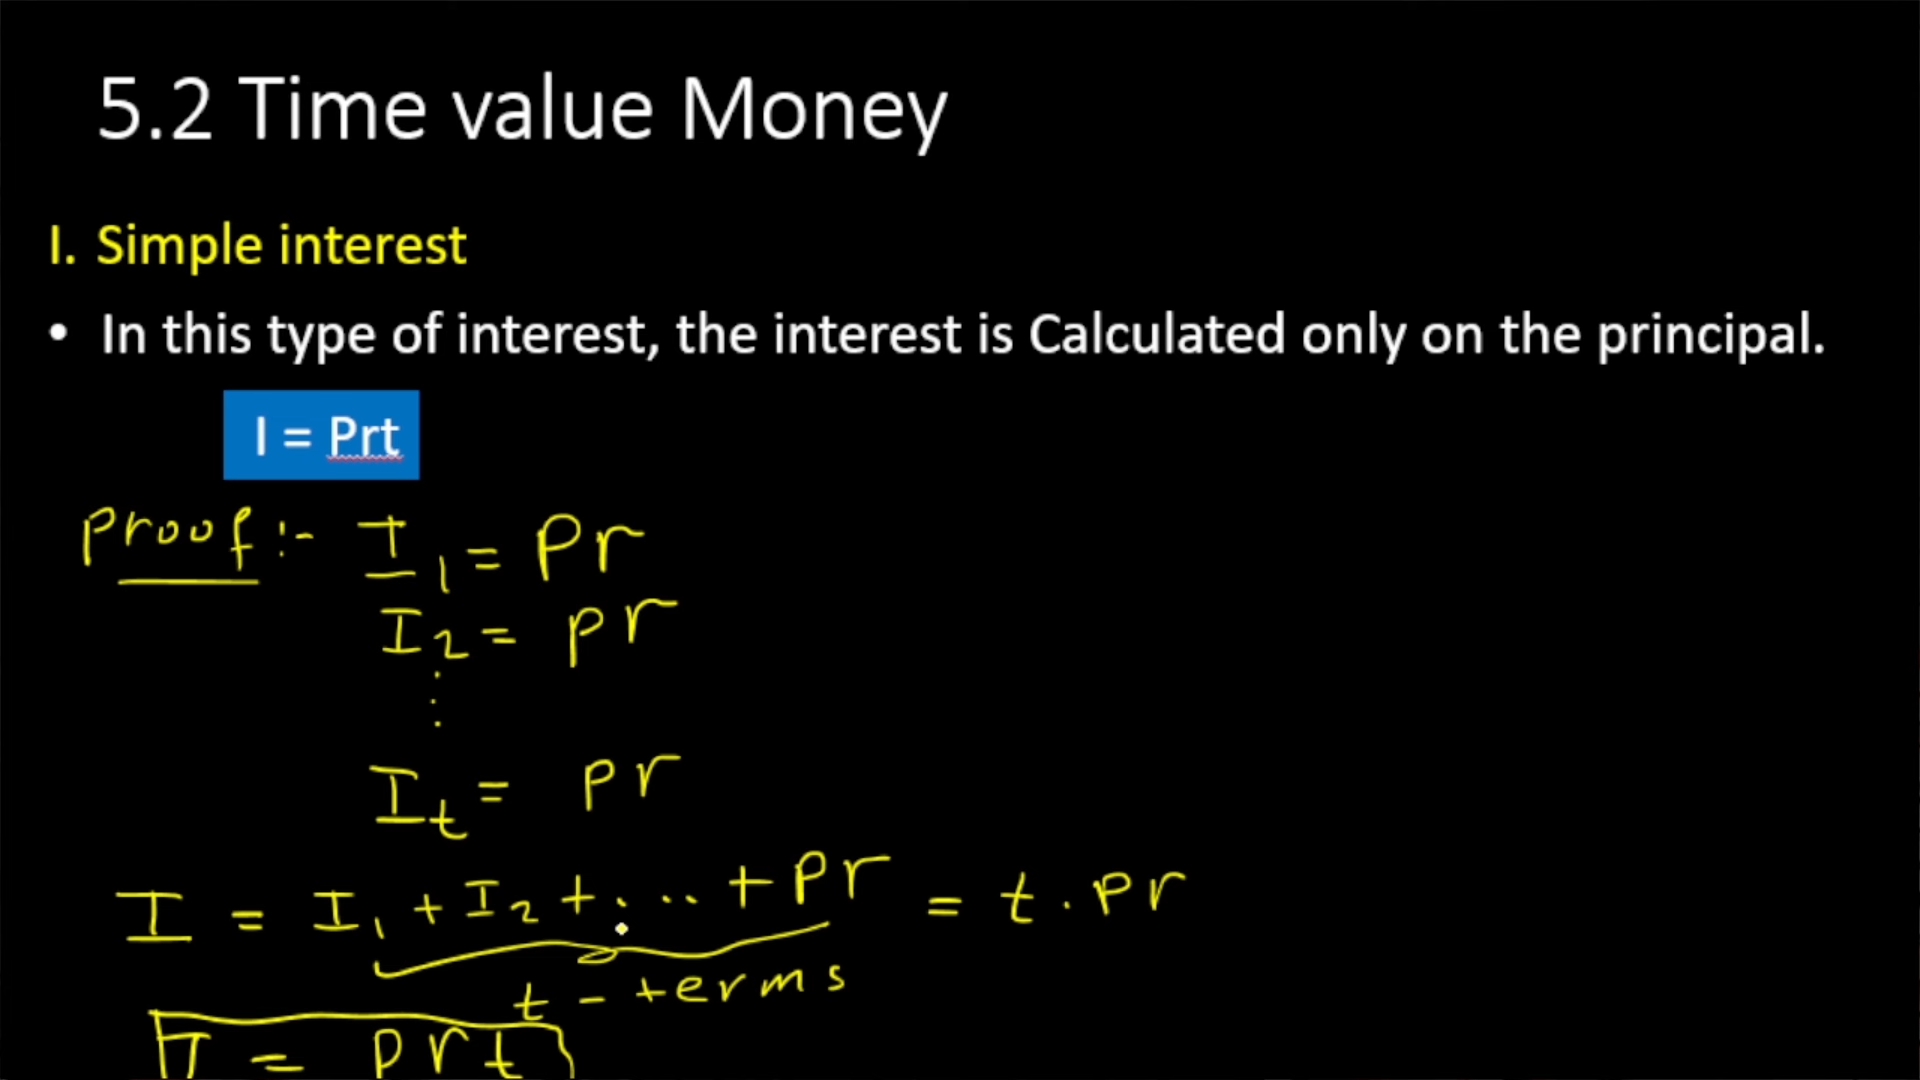 5.2 Time value Money
I. Simple interest
• In this type of interest, the interest is Calculated only on the principal.
I = Prt
Proof :- I₁ = Pr
I₂ = pr
⋮
Iₜ = pr
I = I₁ + I₂ + ... + pr = t . pr
t - terms
I = prt